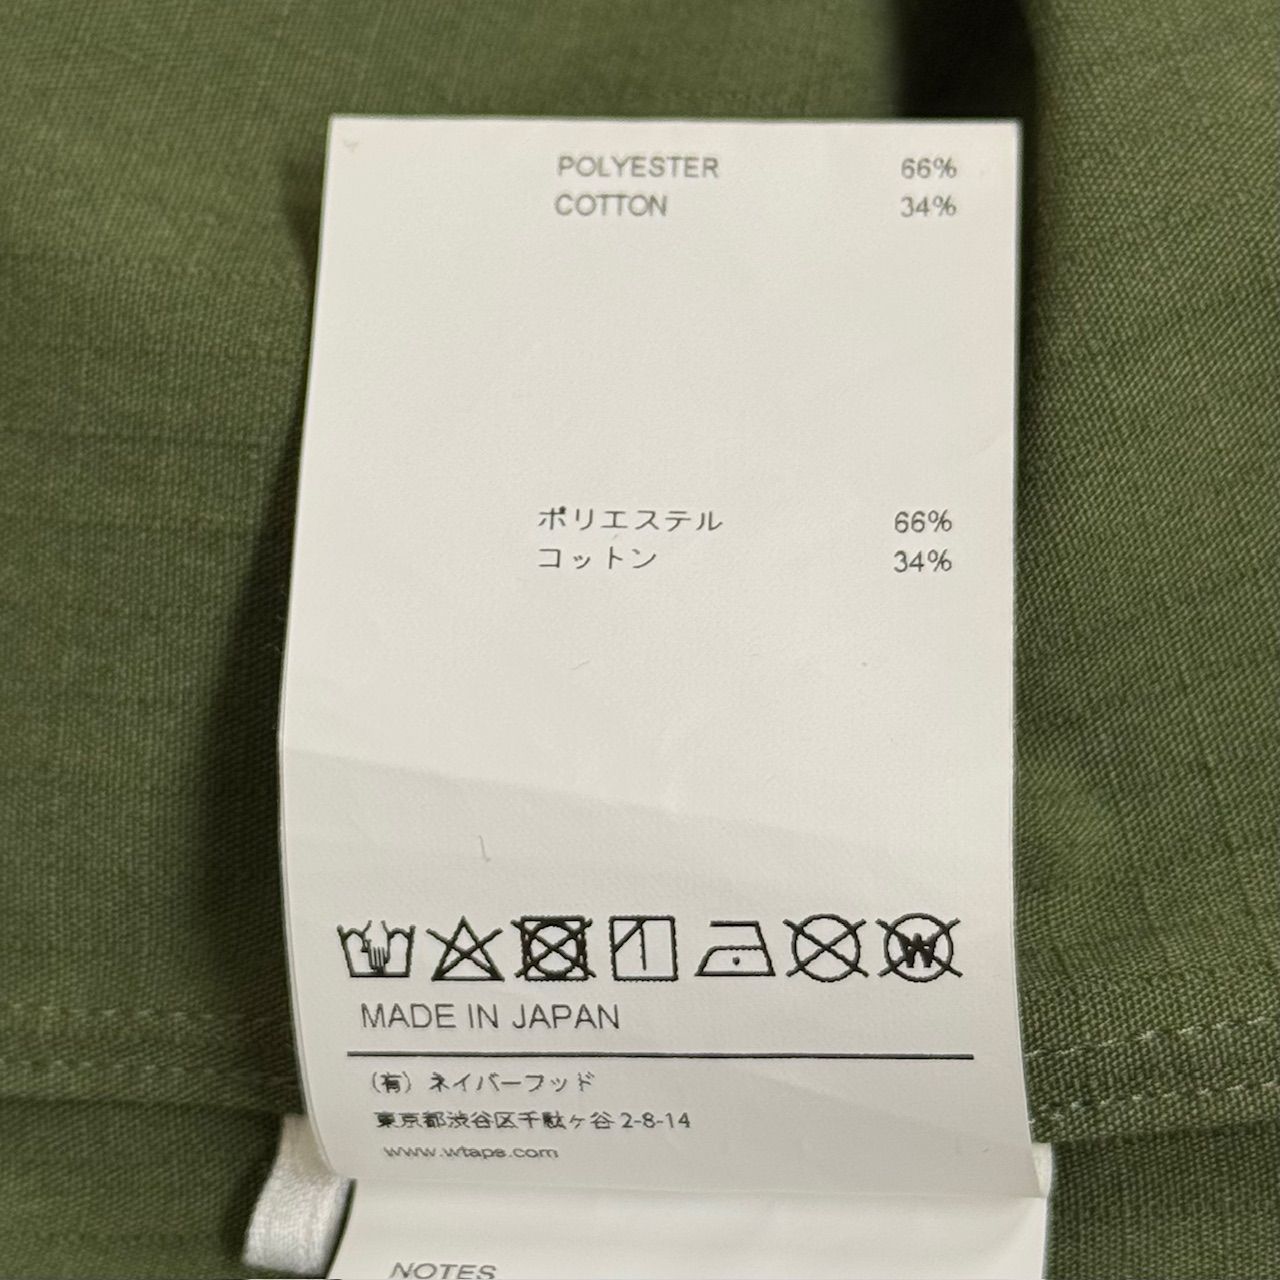 POLYESTER 66%
COTTON 34%
ポリエステル 66%
コットン 34%
W
MADE IN JAPAN
(有) ネイバーフッド
東京都渋谷区千駄ヶ谷 2-8-14
www.wtaps.com
NOTES